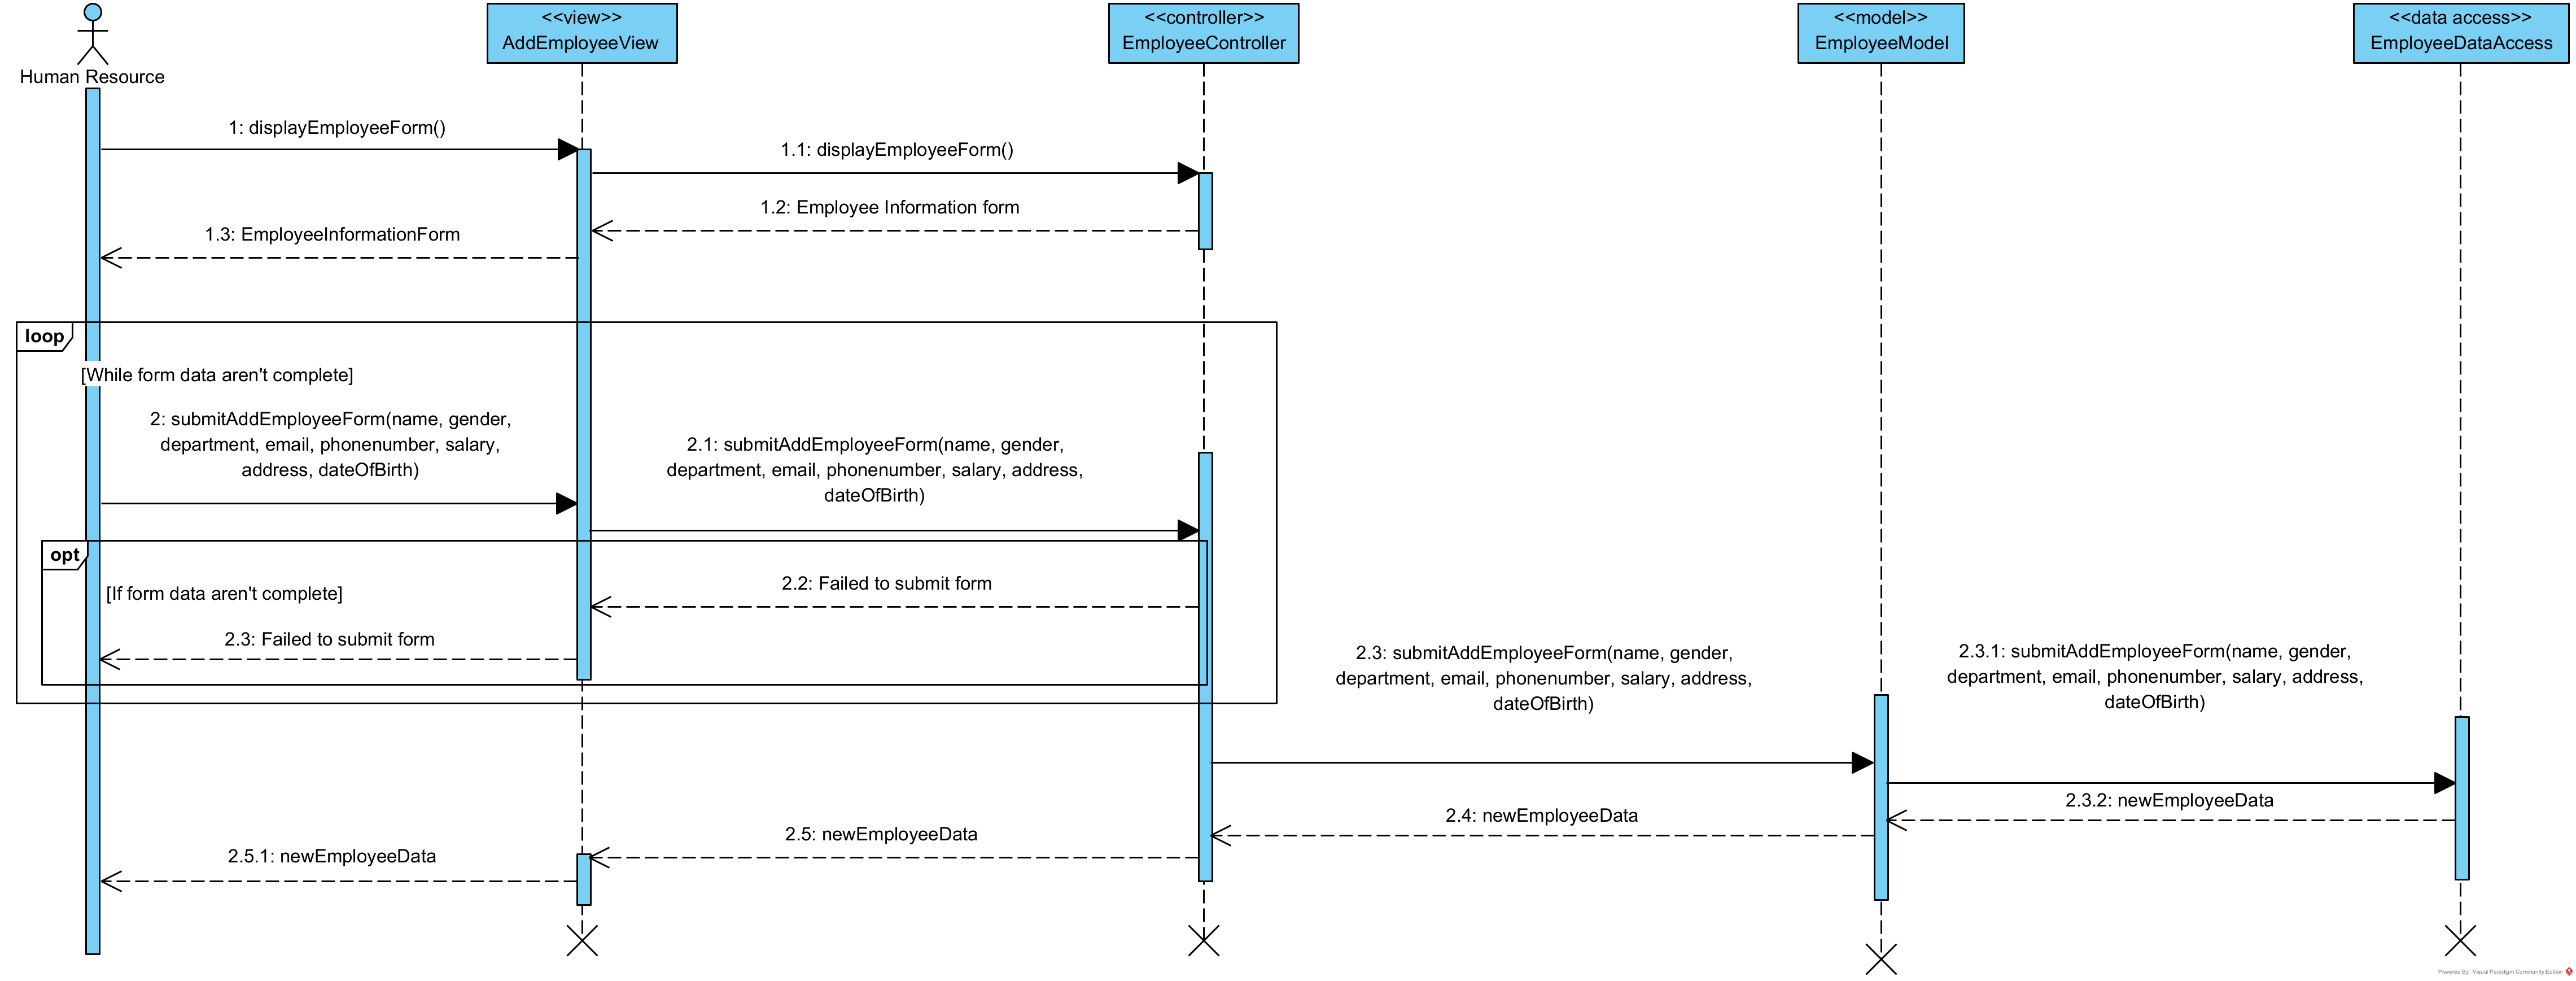 <<view>>
AddEmployeeView
<<controller>>
EmployeeController
<<model>>
EmployeeModel
<<data access>>
EmployeeDataAccess
Human Resource
1: displayEmployeeForm()
1.1: displayEmployeeForm()
1.2: Employee Information form
1.3: EmployeeInformationForm
loop
[While form data aren't complete]
2: submitAddEmployeeForm(name, gender,
department, email, phonenumber, salary,
address, dateOfBirth)
2.1: submitAddEmployeeForm(name, gender,
department, email, phonenumber, salary, address,
dateOfBirth)
opt
[If form data aren't complete]
2.2: Failed to submit form
2.3: Failed to submit form
2.3: submitAddEmployeeForm(name, gender,
department, email, phonenumber, salary, address,
dateOfBirth)
2.3.1: submitAddEmployeeForm(name, gender,
department, email, phonenumber, salary, address,
dateOfBirth)
2.3.2: newEmployeeData
2.4: newEmployeeData
2.5: newEmployeeData
2.5.1: newEmployeeData
Powered By: Visual Paradigm Community Edition